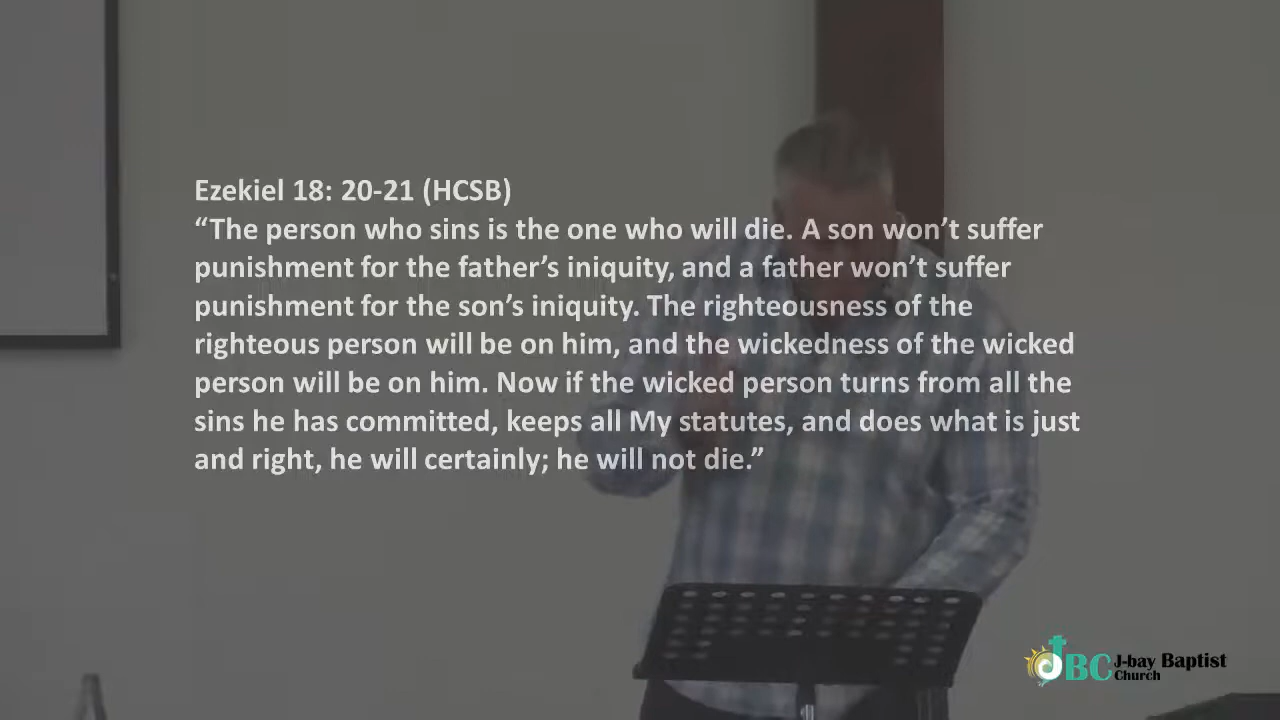 Ezekiel 18: 20-21 (HCSB)
“The person who sins is the one who will die. A son won’t suffer
punishment for the father’s iniquity, and a father won’t suffer
punishment for the son’s iniquity. The righteousness of the
righteous person will be on him, and the wickedness of the wicked
person will be on him. Now if the wicked person turns from all the
sins he has committed, keeps all My statutes, and does what is just
and right, he will certainly; he will not die.”
JBC J-bay Baptist
Church